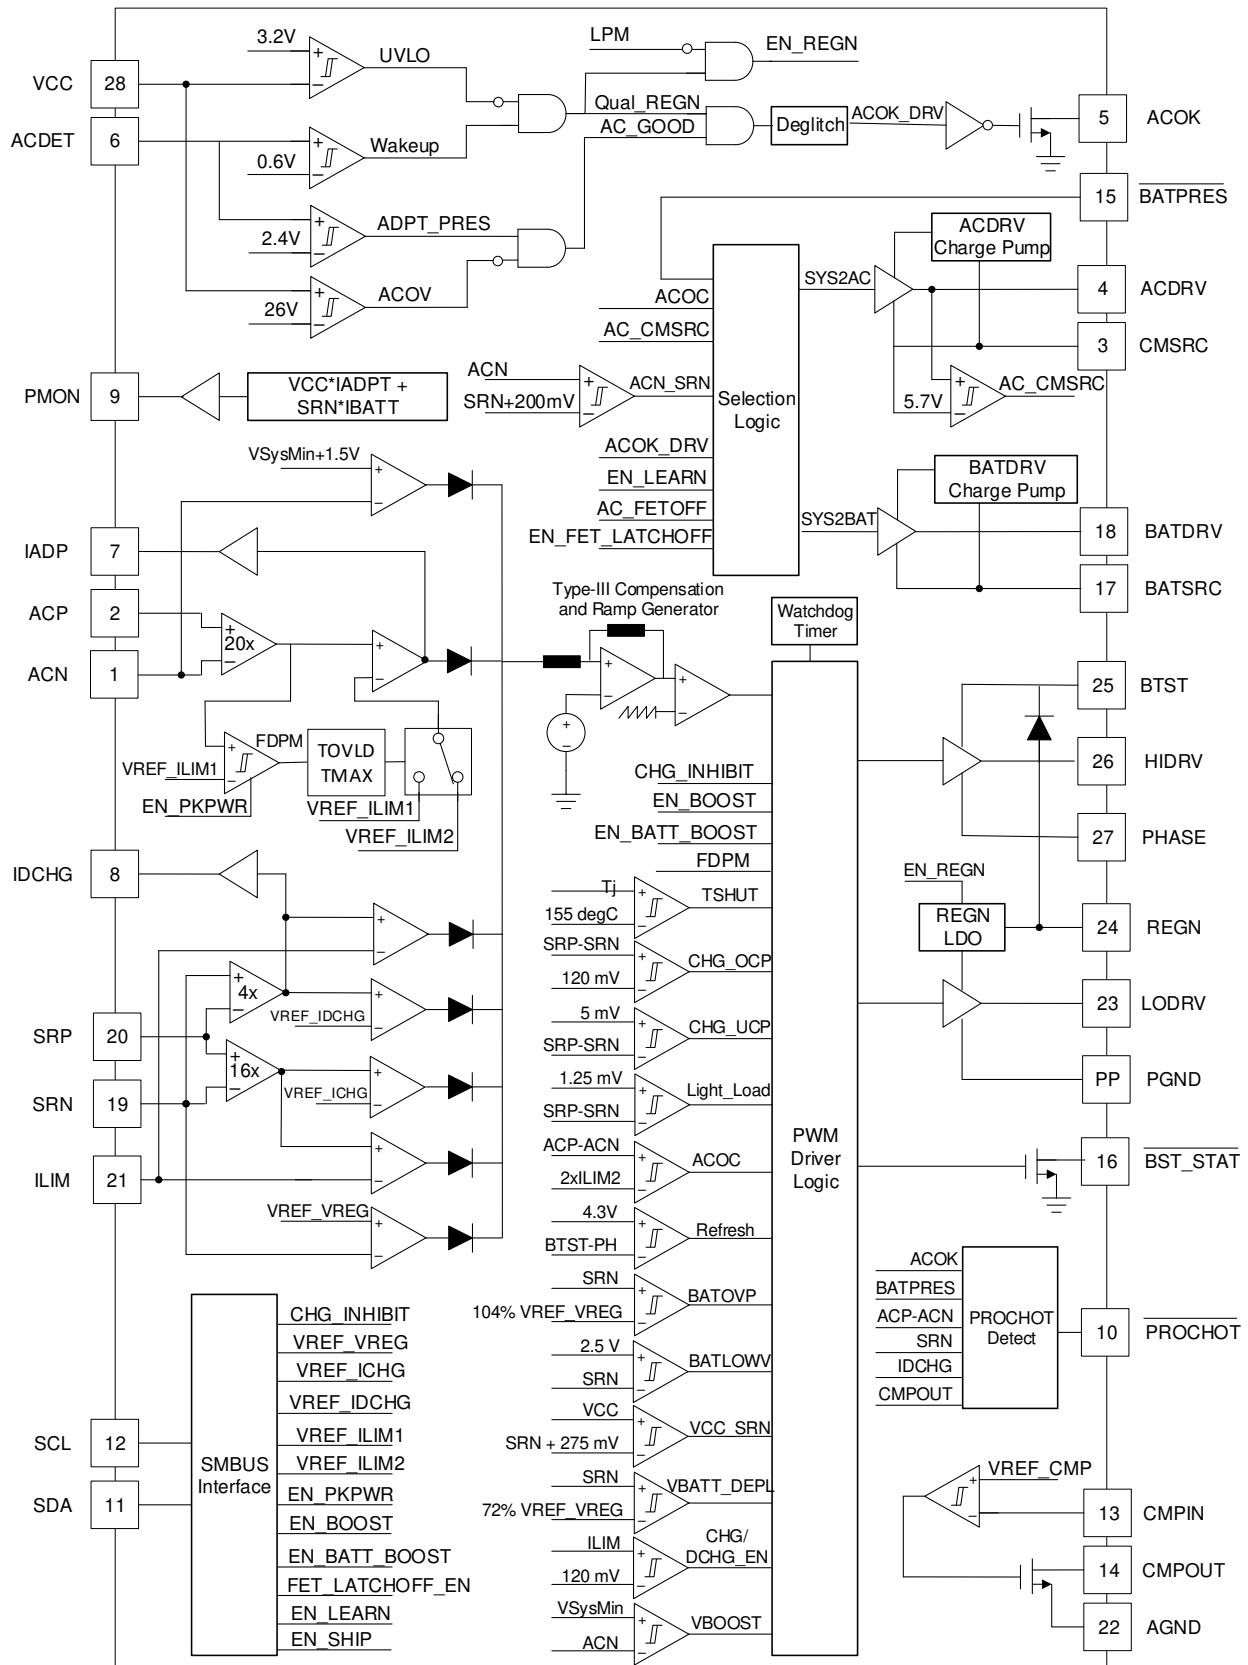 3.2V
UVLO
LPM
EN_REGN
VCC
28
Qual_REGN
AC_GOOD
Deglitch
ACOK_DRV
5
ACOK
ACDET
6
Wakeup
0.6V
15
BATPRES
2.4V
ADPT_PRES
26V
ACOV
ACDRV
Charge Pump
SYS2AC
4
ACDRV
ACOC
AC_CMSRC
3
CMSRC
PMON
9
VCC*IADPT +
SRN*IBATT
ACN
SRN+200mV
ACN_SRN
Selection
Logic
5.7V
AC_CMSRC
VSysMin+1.5V
ACOK_DRV
EN_LEARN
AC_FETOFF
EN_FET_LATCHOFF
BATDRV
Charge Pump
SYS2BAT
18
BATDRV
17
BATSRC
IADP
7
ACP
2
ACN
1
20x
Type-III Compensation
and Ramp Generator
Watchdog
Timer
25
BTST
26
HIDRV
27
PHASE
FDPM
VREF_ILIM1
EN_PKPWR
TOVLD
TMAX
VREF_ILIM1
VREF_ILIM2
CHG_INHIBIT
EN_BOOST
EN_BATT_BOOST
FDPM
IDCHG
8
Tj
155 degC
TSHUT
EN_REGN
REGN
LDO
24
REGN
SRP-SRN
120 mV
CHG_OCP
4x
VREF_IDCHG
23
LODRV
SRP
20
5 mV
SRP-SRN
CHG_UCP
16x
VREF_ICHG
1.25 mV
SRP-SRN
Light_Load
PP
PGND
SRN
19
ILIM
21
ACP-ACN
2xILIM2
ACOC
PWM
Driver
Logic
16
BST_STAT
VREF_VREG
4.3V
BTST-PH
Refresh
SRN
104% VREF_VREG
BATOVP
ACOK
BATPRES
ACP-ACN
SRN
IDCHG
CMPOUT
PROCHOT
Detect
10
PROCHOT
2.5 V
SRN
BATLOWV
VCC
SRN + 275 mV
VCC_SRN
SRN
72% VREF_VREG
VBATT_DEPL
ILIM
120 mV
CHG/
DCHG_EN
VSysMin
ACN
VBOOST
SCL
12
SDA
11
SMBUS
Interface
CHG_INHIBIT
VREF_VREG
VREF_ICHG
VREF_IDCHG
VREF_ILIM1
VREF_ILIM2
EN_PKPWR
EN_BOOST
EN_BATT_BOOST
FET_LATCHOFF_EN
EN_LEARN
EN_SHIP
VREF_CMP
13
CMPIN
14
CMPOUT
22
AGND